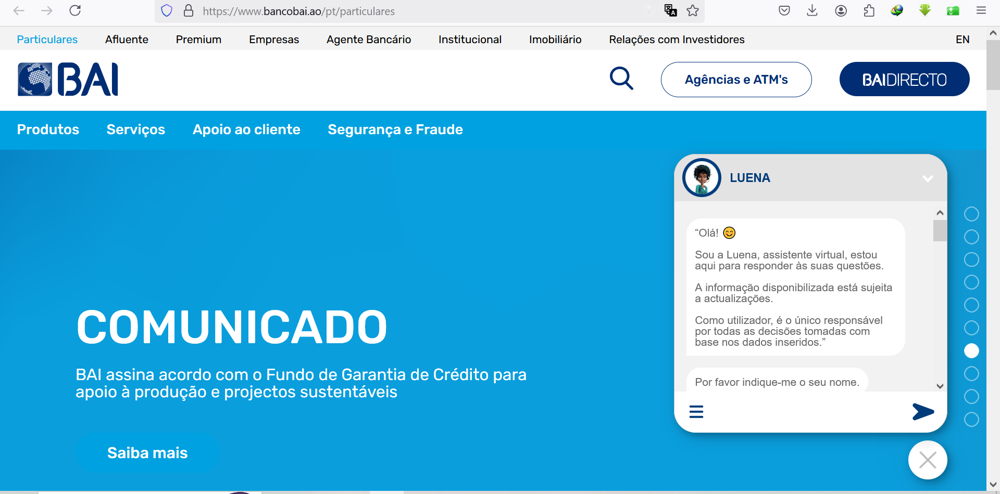 https://www.bancobai.ao/pt/particulares
Particulares Afluente Premium Empresas Agente Bancário Institucional Imobiliário Relações com Investidores EN
BAI
Agências e ATM's
BAIDIRECTO
Produtos Serviços Apoio ao cliente Segurança e Fraude
COMUNICADO
BAI assina acordo com o Fundo de Garantia de Crédito para
apoio à produção e projectos sustentáveis
Saiba mais
LUENA
“Olá! 😊
Sou a Luena, assistente virtual, estou
aqui para responder às suas questões.
A informação disponibilizada está sujeita
a actualizações.
Como utilizador, é o único responsável
por todas as decisões tomadas com
base nos dados inseridos.”
Por favor indique-me o seu nome.